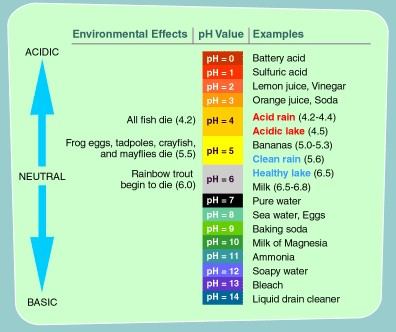 Environmental Effects pH Value Examples
ACIDIC
pH = 0 Battery acid
pH = 1 Sulfuric acid
pH = 2 Lemon juice, Vinegar
pH = 3 Orange juice, Soda
All fish die (4.2) pH = 4 Acid rain (4.2-4.4)
Acidic lake (4.5)
Frog eggs, tadpoles, crayfish,
and mayflies die (5.5)
pH = 5 Bananas (5.0-5.3)
Clean rain (5.6)
NEUTRAL
Rainbow trout
begin to die (6.0)
pH = 6 Healthy lake (6.5)
Milk (6.5-6.8)
pH = 7 Pure water
pH = 8 Sea water, Eggs
pH = 9 Baking soda
pH = 10 Milk of Magnesia
pH = 11 Ammonia
pH = 12 Soapy water
pH = 13 Bleach
pH = 14 Liquid drain cleaner
BASIC